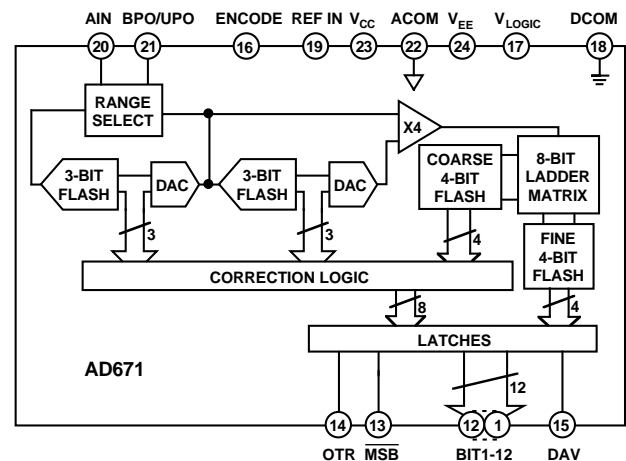 AIN BPO/UPO ENCODE REF IN VCC ACOM VEE VLOGIC DCOM
20 21 16 19 23 22 24 17 18
RANGE
SELECT
X4
3-BIT
FLASH
DAC
3-BIT
FLASH
DAC
COARSE
4-BIT
FLASH
8-BIT
LADDER
MATRIX
3
3
4
FINE
4-BIT
FLASH
CORRECTION LOGIC
8
4
LATCHES
AD671
12
14 13 12 1 15
OTR MSB BIT1-12 DAV